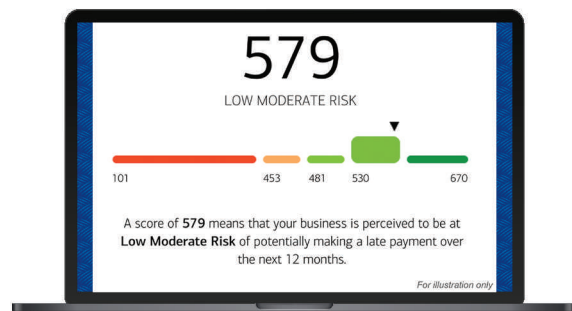 579
LOW MODERATE RISK
101 453 481 530 670
A score of 579 means that your business is perceived to be at
Low Moderate Risk of potentially making a late payment over
the next 12 months.
For illustration only